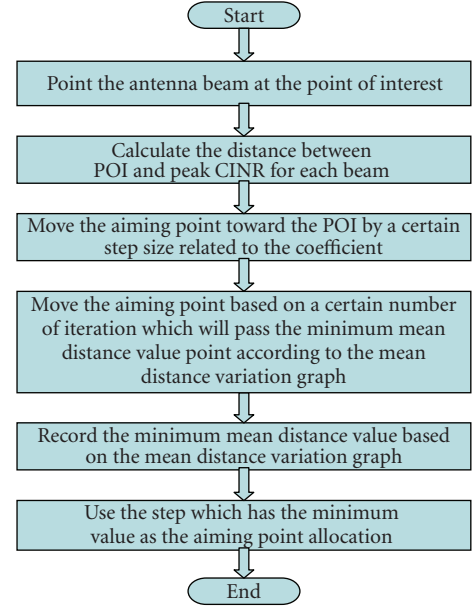 Start
Point the antenna beam at the point of interest
Calculate the distance between
POI and peak CINR for each beam
Move the aiming point toward the POI by a certain
step size related to the coefficient
Move the aiming point based on a certain number
of iteration which will pass the minimum mean
distance value point according to the mean
distance variation graph
Record the minimum mean distance value based
on the mean distance variation graph
Use the step which has the minimum
value as the aiming point allocation
End